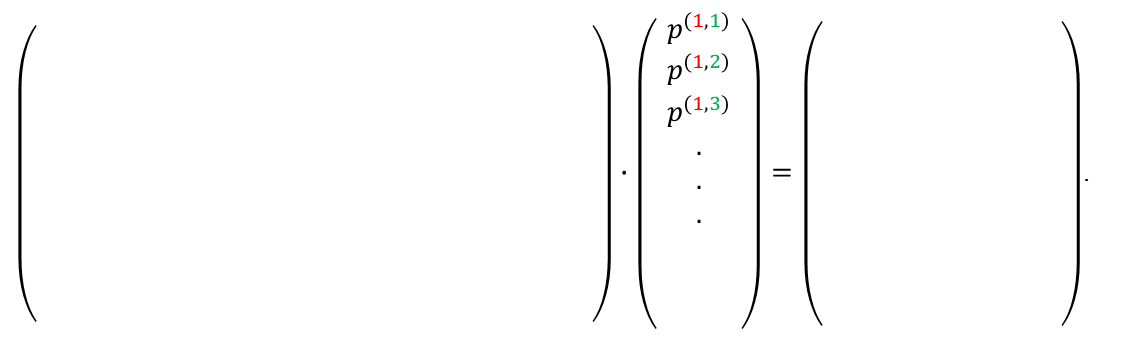 p^(1,1)
p^(1,2)
p^(1,3)
.
· = .
.
.